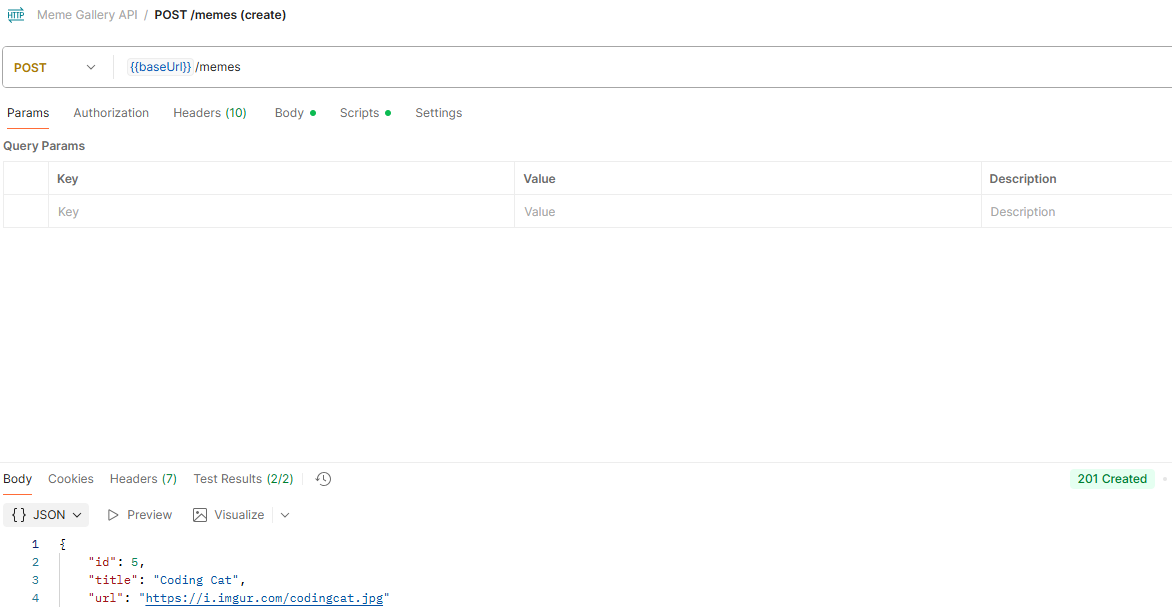 HTTP Meme Gallery API / POST /memes (create)
POST {{baseUrl}} /memes
Params Authorization Headers (10) Body Scripts Settings
Query Params
Key Value Description
Key Value Description
Body Cookies Headers (7) Test Results (2/2) 201 Created
{} JSON Preview Visualize
1 {
2 "id": 5,
3 "title": "Coding Cat",
4 "url": "https://i.imgur.com/codingcat.jpg"